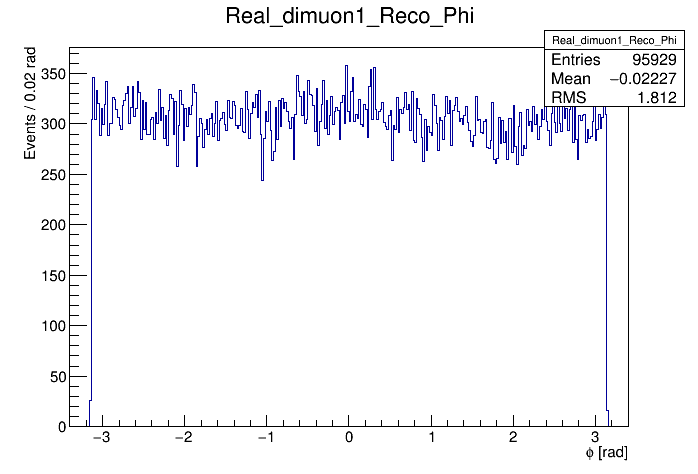 Real_dimuon1_Reco_Phi
Real_dimuon1_Reco_Phi
Entries 95929
Mean −0.02227
RMS 1.812
Events / 0.02 rad
350
300
250
200
150
100
50
0
−3 −2 −1 0 1 2 3
ϕ [rad]